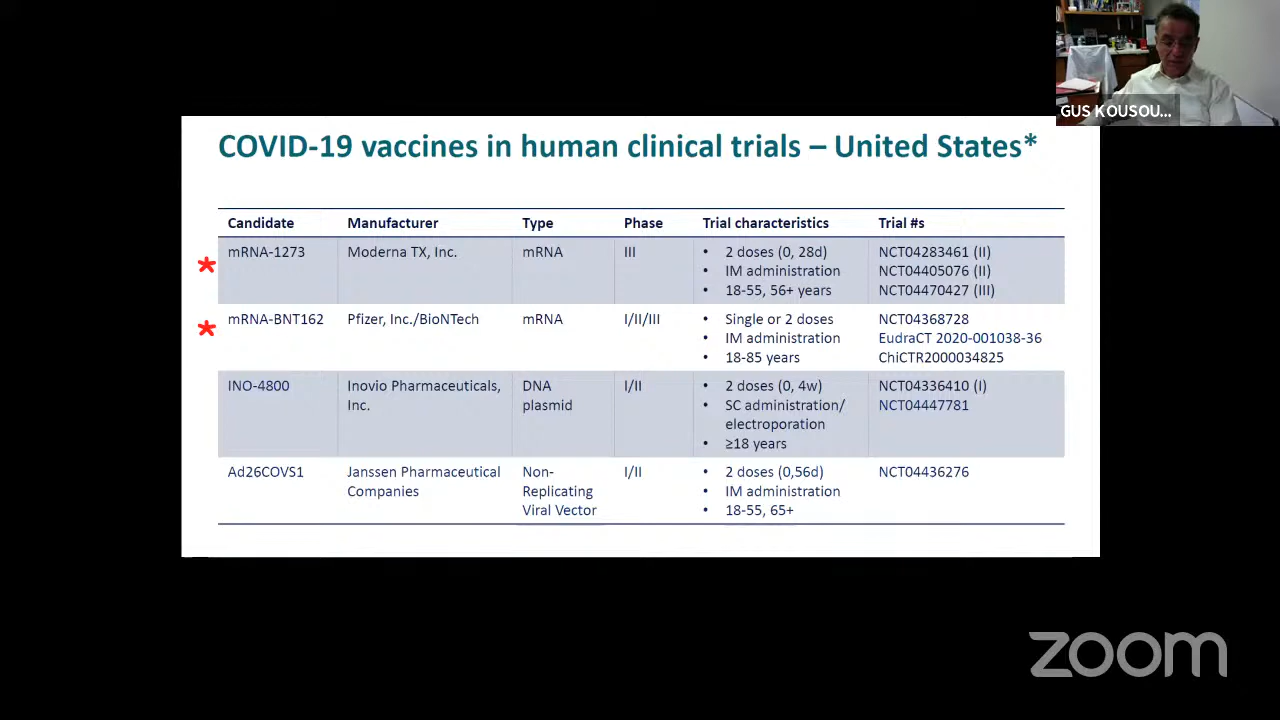 GUS KOUSOU...
COVID-19 vaccines in human clinical trials – United States*
Candidate Manufacturer Type Phase Trial characteristics Trial #s
* mRNA-1273 Moderna TX, Inc. mRNA III • 2 doses (0, 28d) NCT04283461 (II)
• IM administration NCT04405076 (II)
• 18-55, 56+ years NCT04470427 (III)
* mRNA-BNT162 Pfizer, Inc./BioNTech mRNA I/II/III • Single or 2 doses NCT04368728
• IM administration EudraCT 2020-001038-36
• 18-85 years ChiCTR2000034825
INO-4800 Inovio Pharmaceuticals, DNA I/II • 2 doses (0, 4w) NCT04336410 (I)
Inc. plasmid • SC administration/ NCT04447781
electroporation
• ≥18 years
Ad26COVS1 Janssen Pharmaceutical Non- I/II • 2 doses (0,56d) NCT04436276
Companies Replicating • IM administration
Viral Vector • 18-55, 65+
zoom